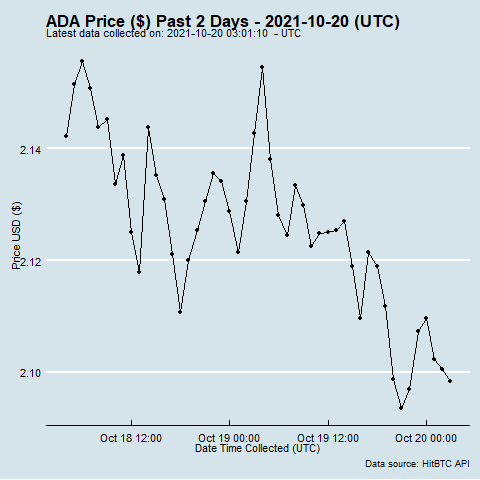 ADA Price ($) Past 2 Days - 2021-10-20 (UTC)
Latest data collected on: 2021-10-20 03:01:10  - UTC
2.14
2.12
2.10
Price USD ($)
Oct 18 12:00
Oct 19 00:00
Oct 19 12:00
Oct 20 00:00
Date Time Collected (UTC)
Data source: HitBTC API